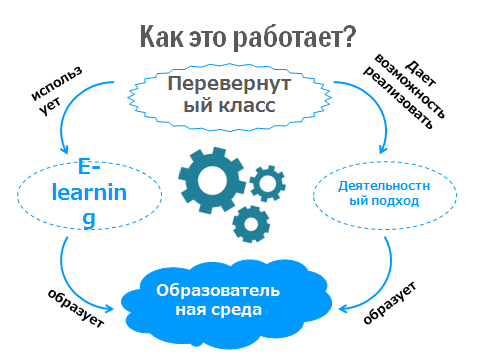 Как это работает?
использ
ует
Дает
возможность
реализовать
Перевернут
ый класс
E-
learnin
g
Деятельностн
ый подход
Образователь
ная среда
образует
образует